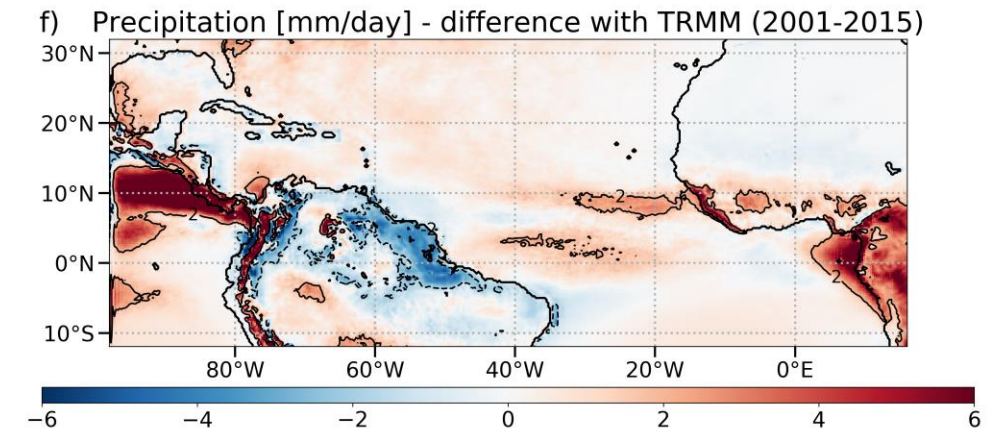 f) Precipitation [mm/day] - difference with TRMM (2001-2015)
30°N
20°N
10°N
0°N
10°S
2
2
2
80°W 60°W 40°W 20°W 0°E
−6 −4 −2 0 2 4 6